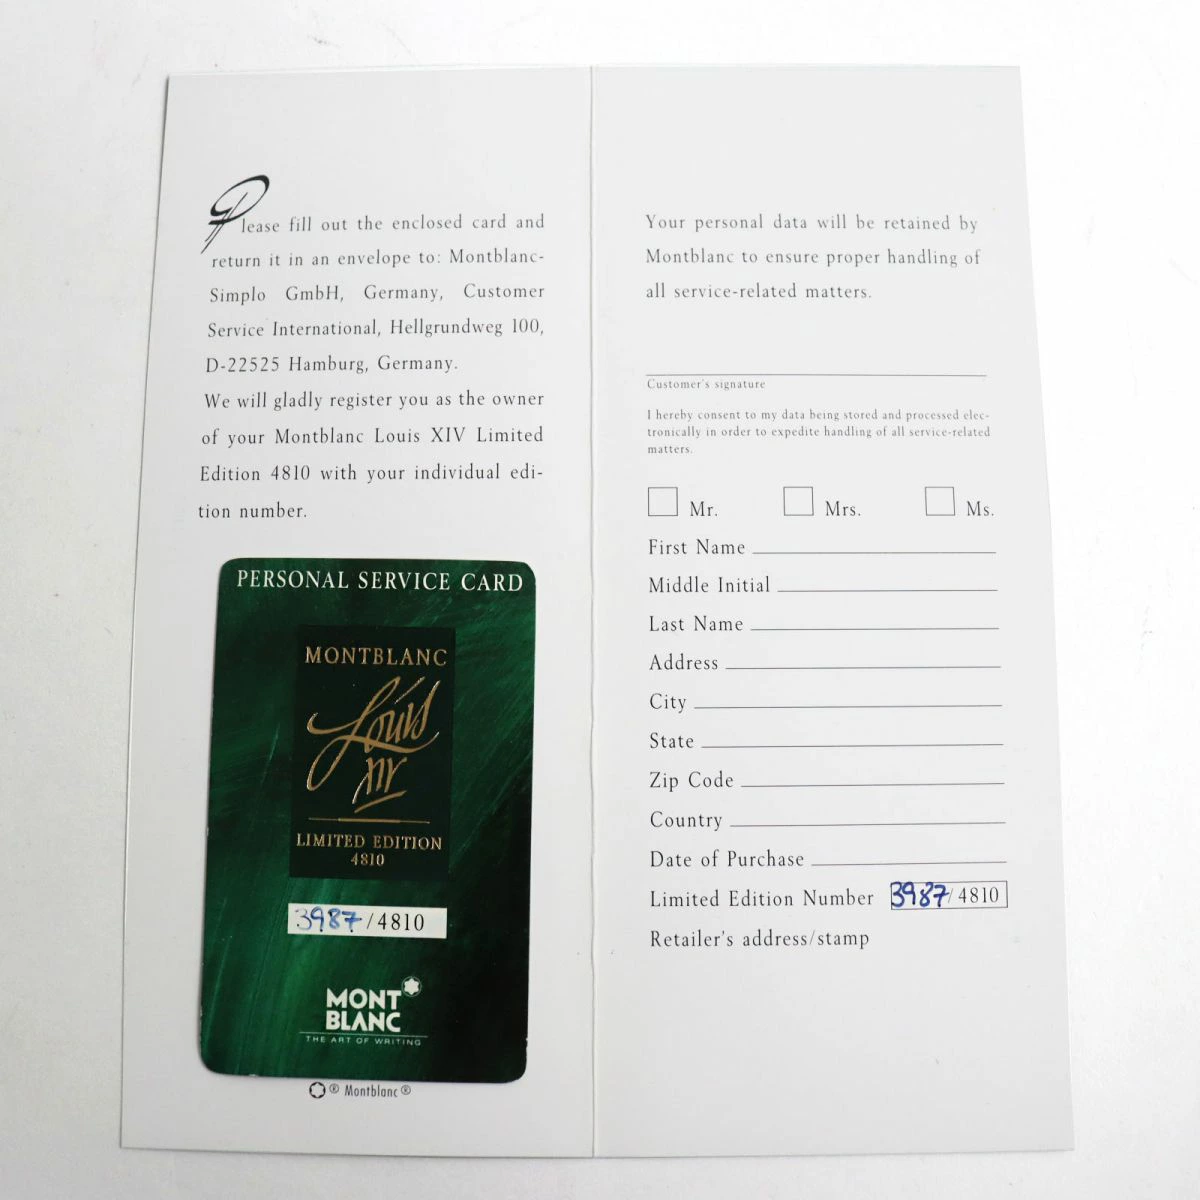 Please fill out the enclosed card and
return it in an envelope to: Montblanc-
Simplo GmbH, Germany, Customer
Service International, Hellgrundweg 100,
D-22525 Hamburg, Germany.
We will gladly register you as the owner
of your Montblanc Louis XIV Limited
Edition 4810 with your individual edi-
tion number.
PERSONAL SERVICE CARD
MONTBLANC
Louis
XIV
LIMITED EDITION
4810
3987/4810
MONT
BLANC
THE ART OF WRITING
® Montblanc ®
Your personal data will be retained by
Montblanc to ensure proper handling of
all service-related matters.
Customer's signature
I hereby consent to my data being stored and processed elec-
tronically in order to expedite handling of all service-related
matters.
Mr. Mrs. Ms.
First Name
Middle Initial
Last Name
Address
City
State
Zip Code
Country
Date of Purchase
Limited Edition Number 3987/4810
Retailer's address/stamp